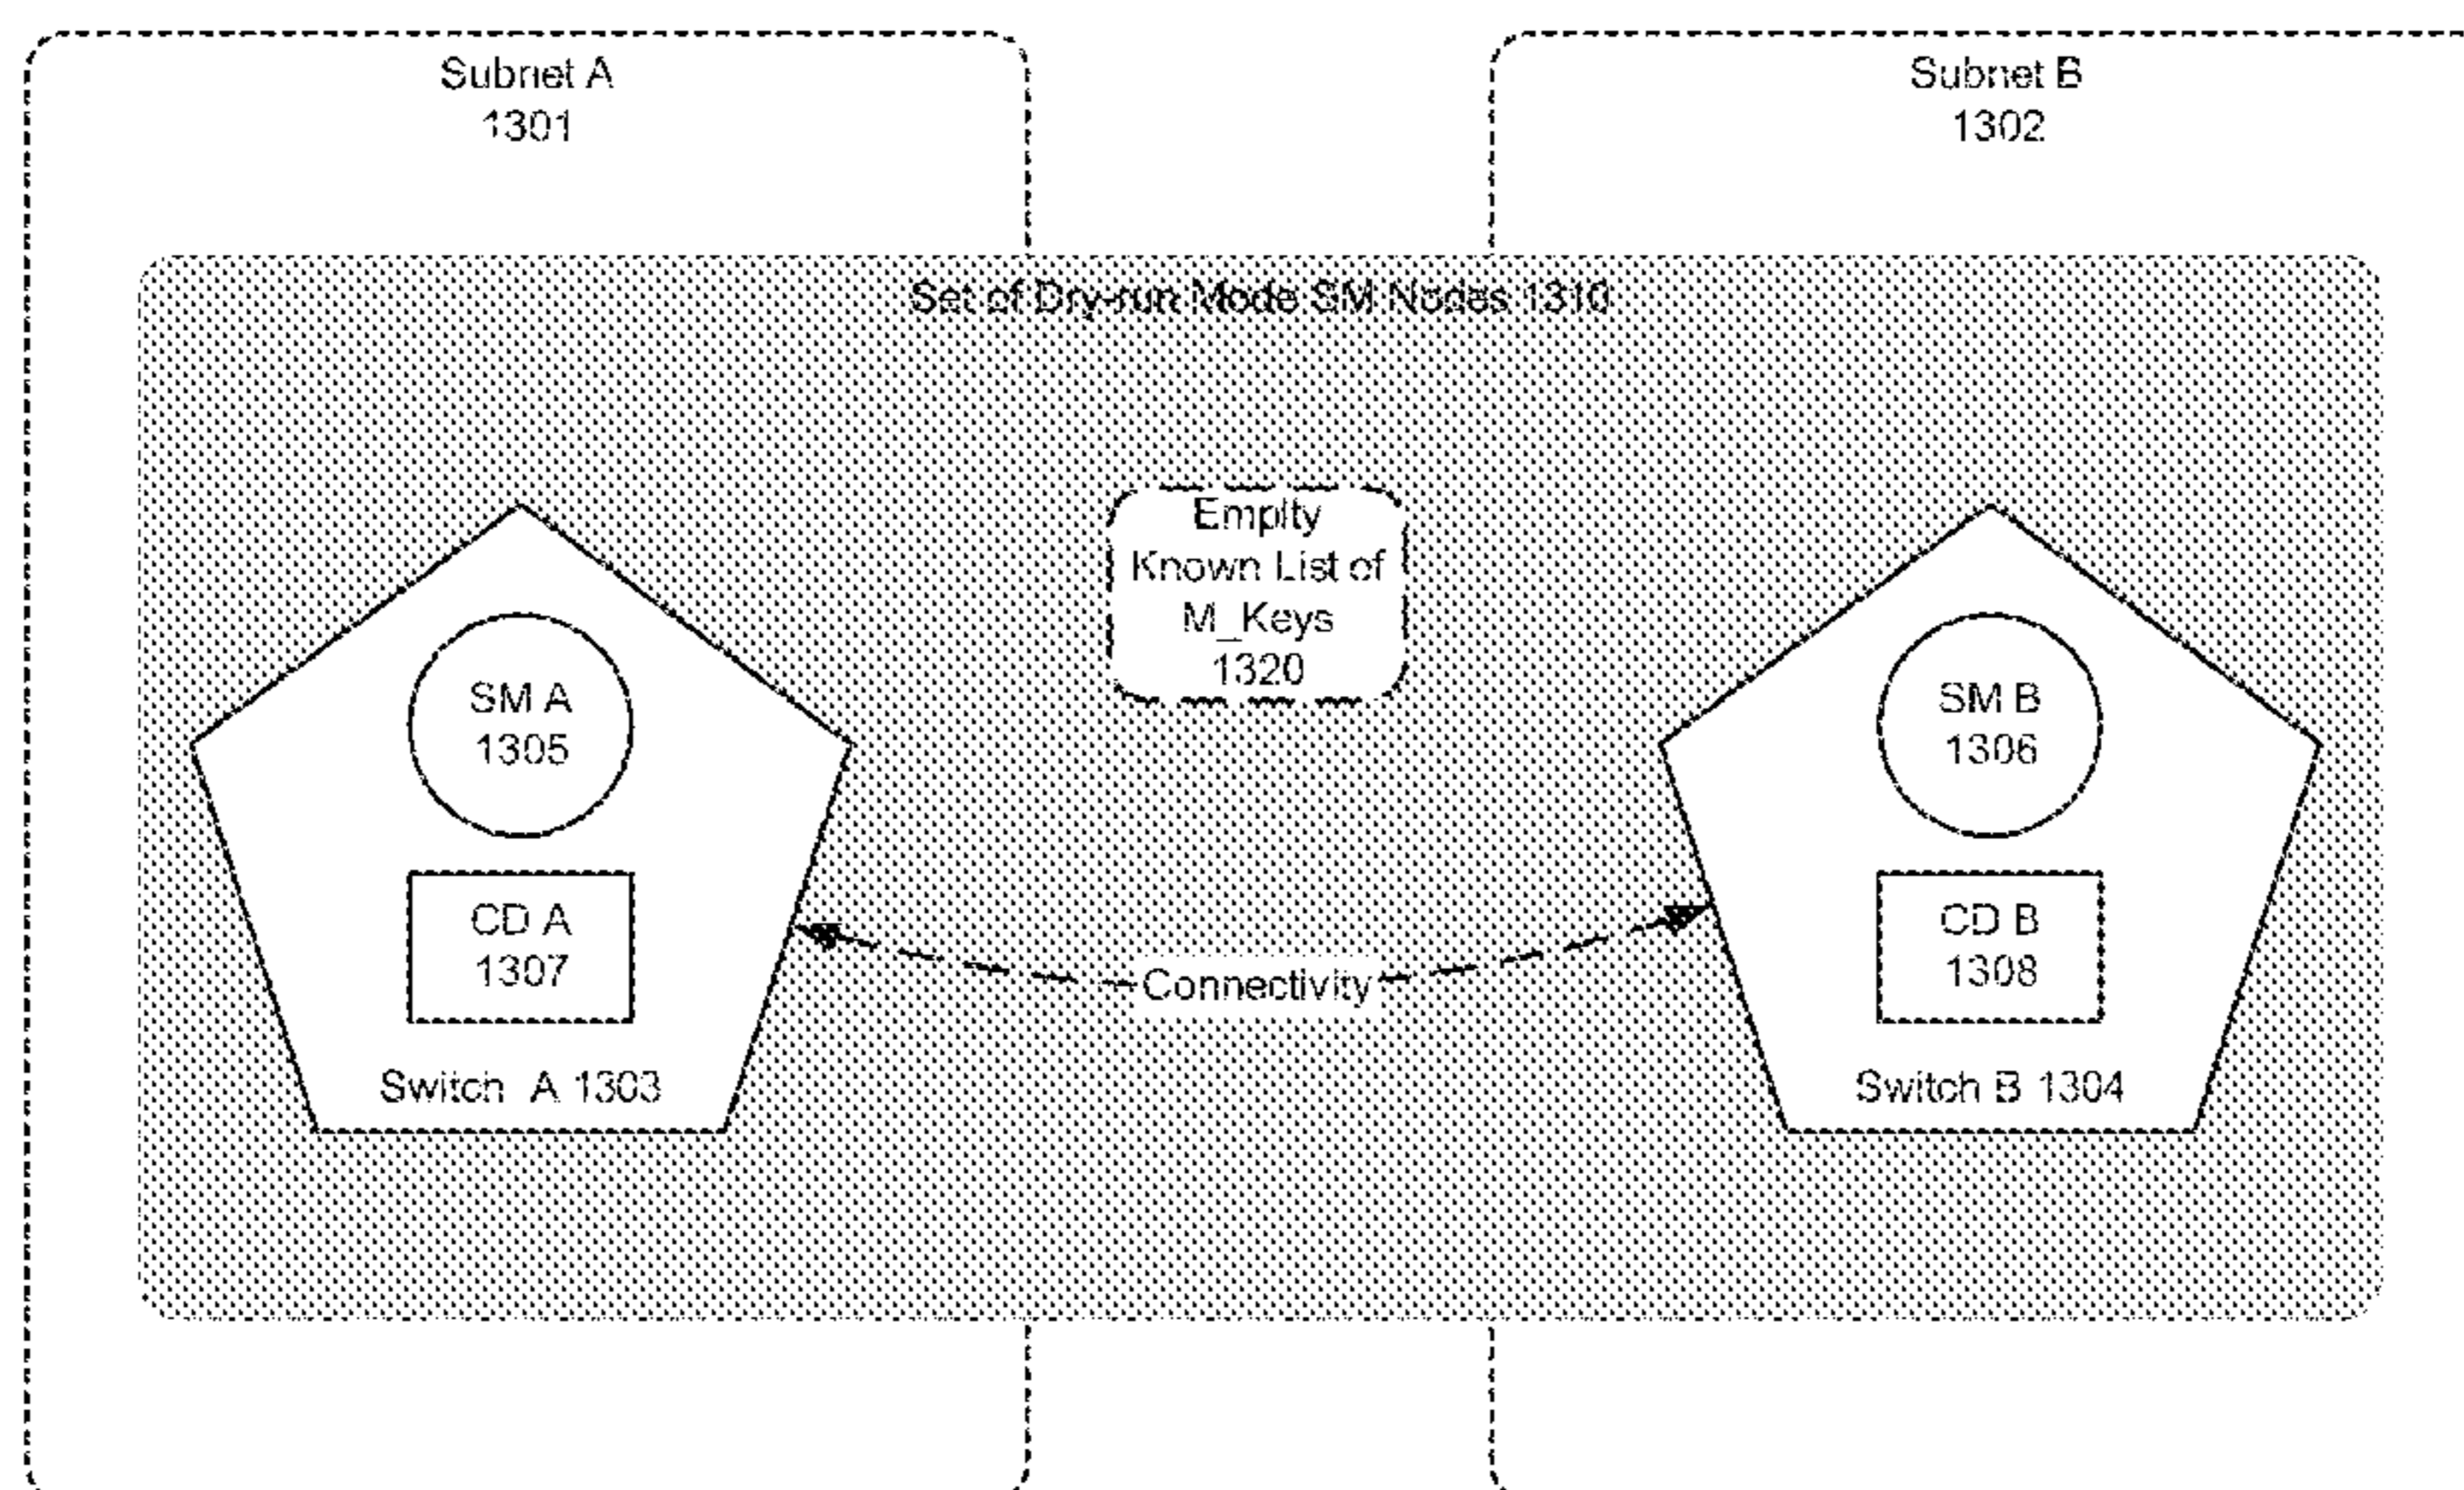 Subnet A
1301
Subnet B
1302
Set of Dry-run Mode SM Nodes 1310
Emplty
Known List of
M_Keys
1320
SM A
1305
CD A
1307
Switch A 1303
Connectivity
SM B
1306
CD B
1308
Switch B 1304